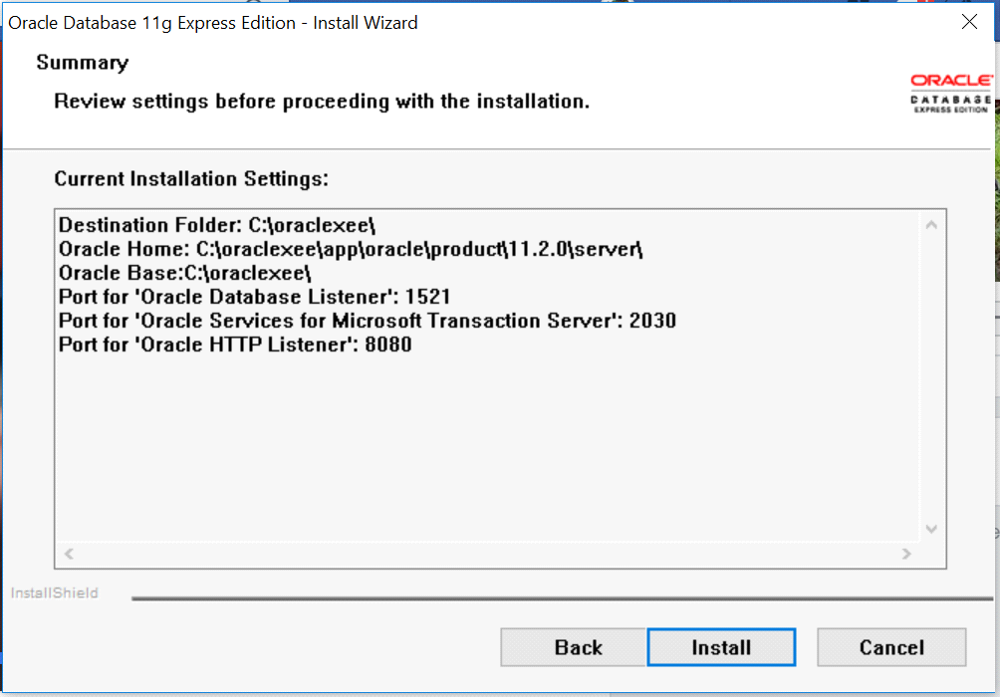 Oracle Database 11g Express Edition - Install Wizard
Summary
Review settings before proceeding with the installation.
ORACLE
DATABASE
EXPRESS EDITION
Current Installation Settings:
Destination Folder: C:\oraclexee\
Oracle Home: C:\oraclexee\app\oracle\product\11.2.0\server\
Oracle Base:C:\oraclexee\
Port for 'Oracle Database Listener': 1521
Port for 'Oracle Services for Microsoft Transaction Server': 2030
Port for 'Oracle HTTP Listener': 8080
InstallShield
Back
Install
Cancel